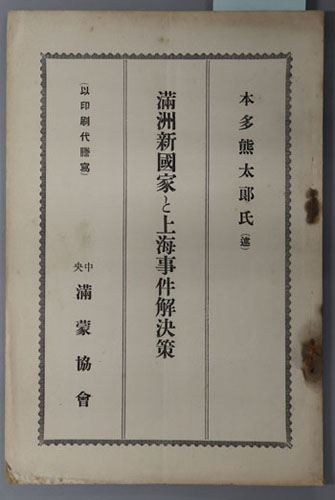 本多熊太郎氏(述)
滿洲新國家と上海事件解決策
(以印刷代謄寫)
中央 滿蒙協會